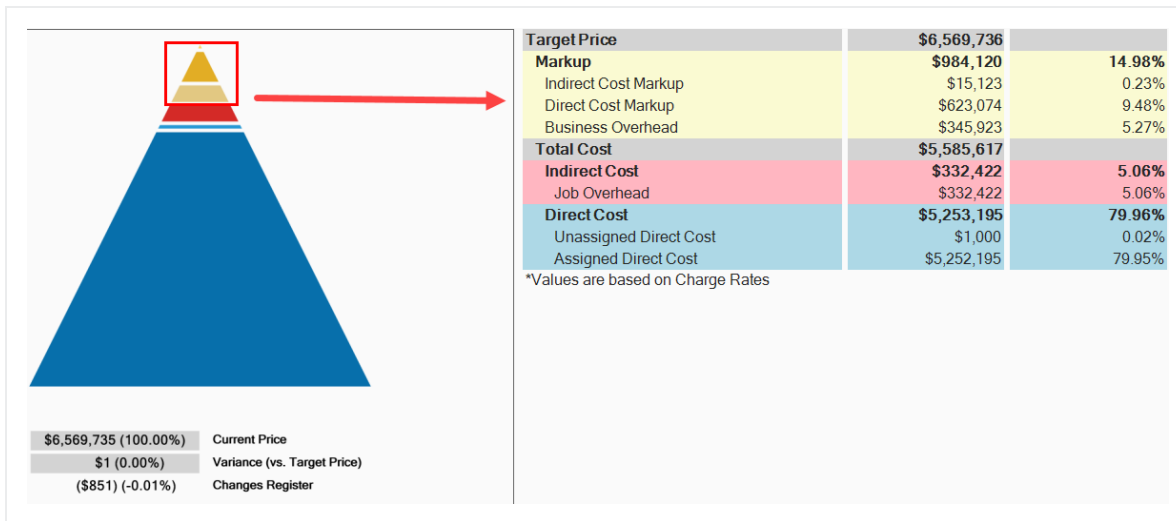 Target Price $6,569,736
Markup $984,120 14.98%
Indirect Cost Markup $15,123 0.23%
Direct Cost Markup $623,074 9.48%
Business Overhead $345,923 5.27%
Total Cost $5,585,617
Indirect Cost $332,422 5.06%
Job Overhead $332,422 5.06%
Direct Cost $5,253,195 79.96%
Unassigned Direct Cost $1,000 0.02%
Assigned Direct Cost $5,252,195 79.95%
*Values are based on Charge Rates
$6,569,735 (100.00%) Current Price
$1 (0.00%) Variance (vs. Target Price)
($851) (-0.01%) Changes Register